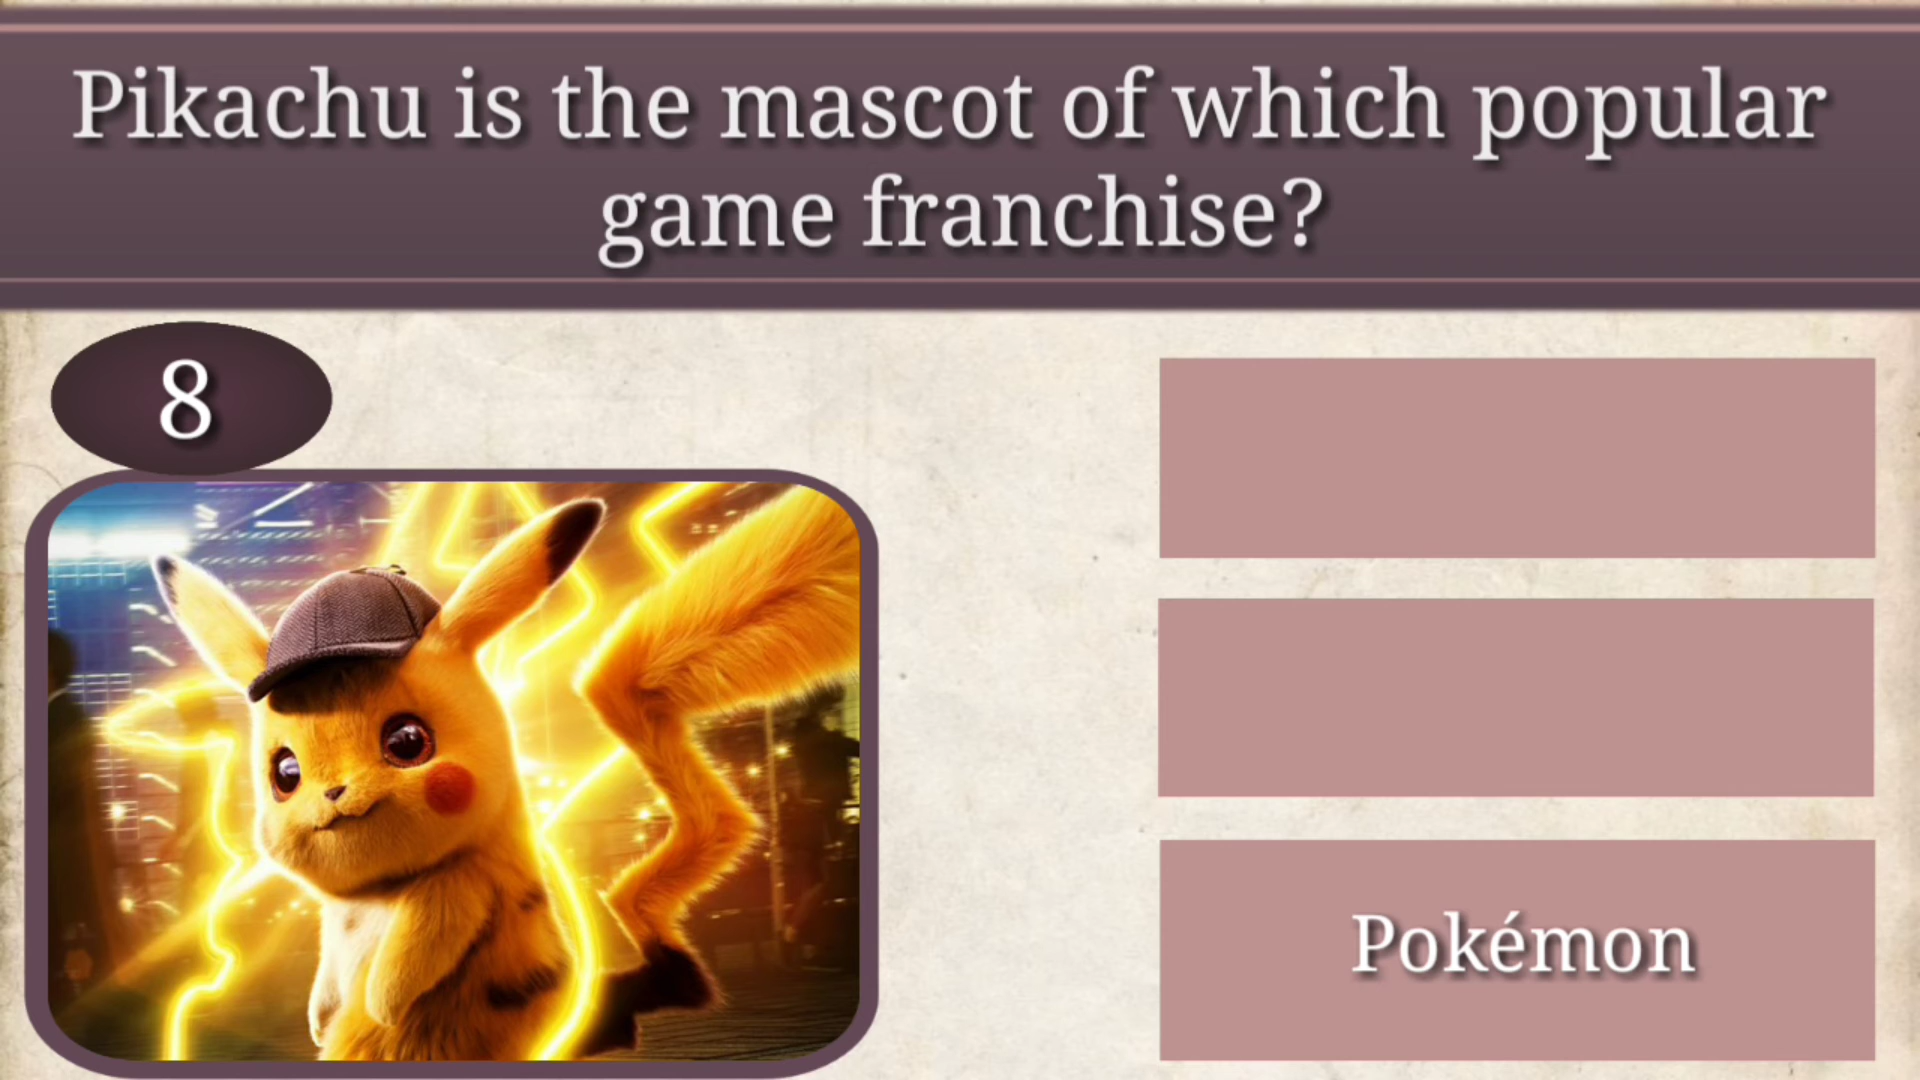 Pikachu is the mascot of which popular
game franchise?
8
Pokémon